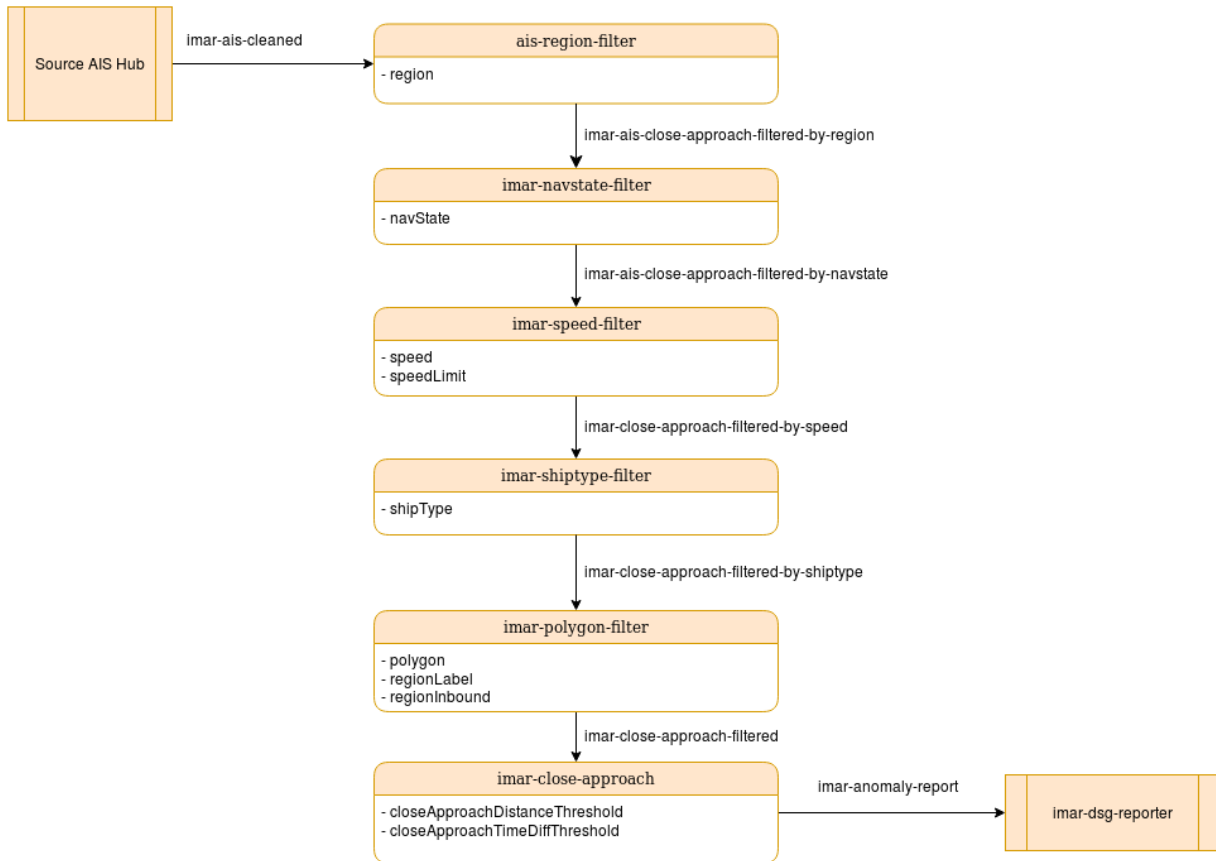 imar-ais-cleaned
Source AIS Hub
ais-region-filter
- region
imar-ais-close-approach-filtered-by-region
imar-navstate-filter
- navState
imar-ais-close-approach-filtered-by-navstate
imar-speed-filter
- speed
- speedLimit
imar-close-approach-filtered-by-speed
imar-shiptype-filter
- shipType
imar-close-approach-filtered-by-shiptype
imar-polygon-filter
- polygon
- regionLabel
- regionInbound
imar-close-approach-filtered
imar-close-approach
- closeApproachDistanceThreshold
- closeApproachTimeDiffThreshold
imar-anomaly-report
imar-dsg-reporter